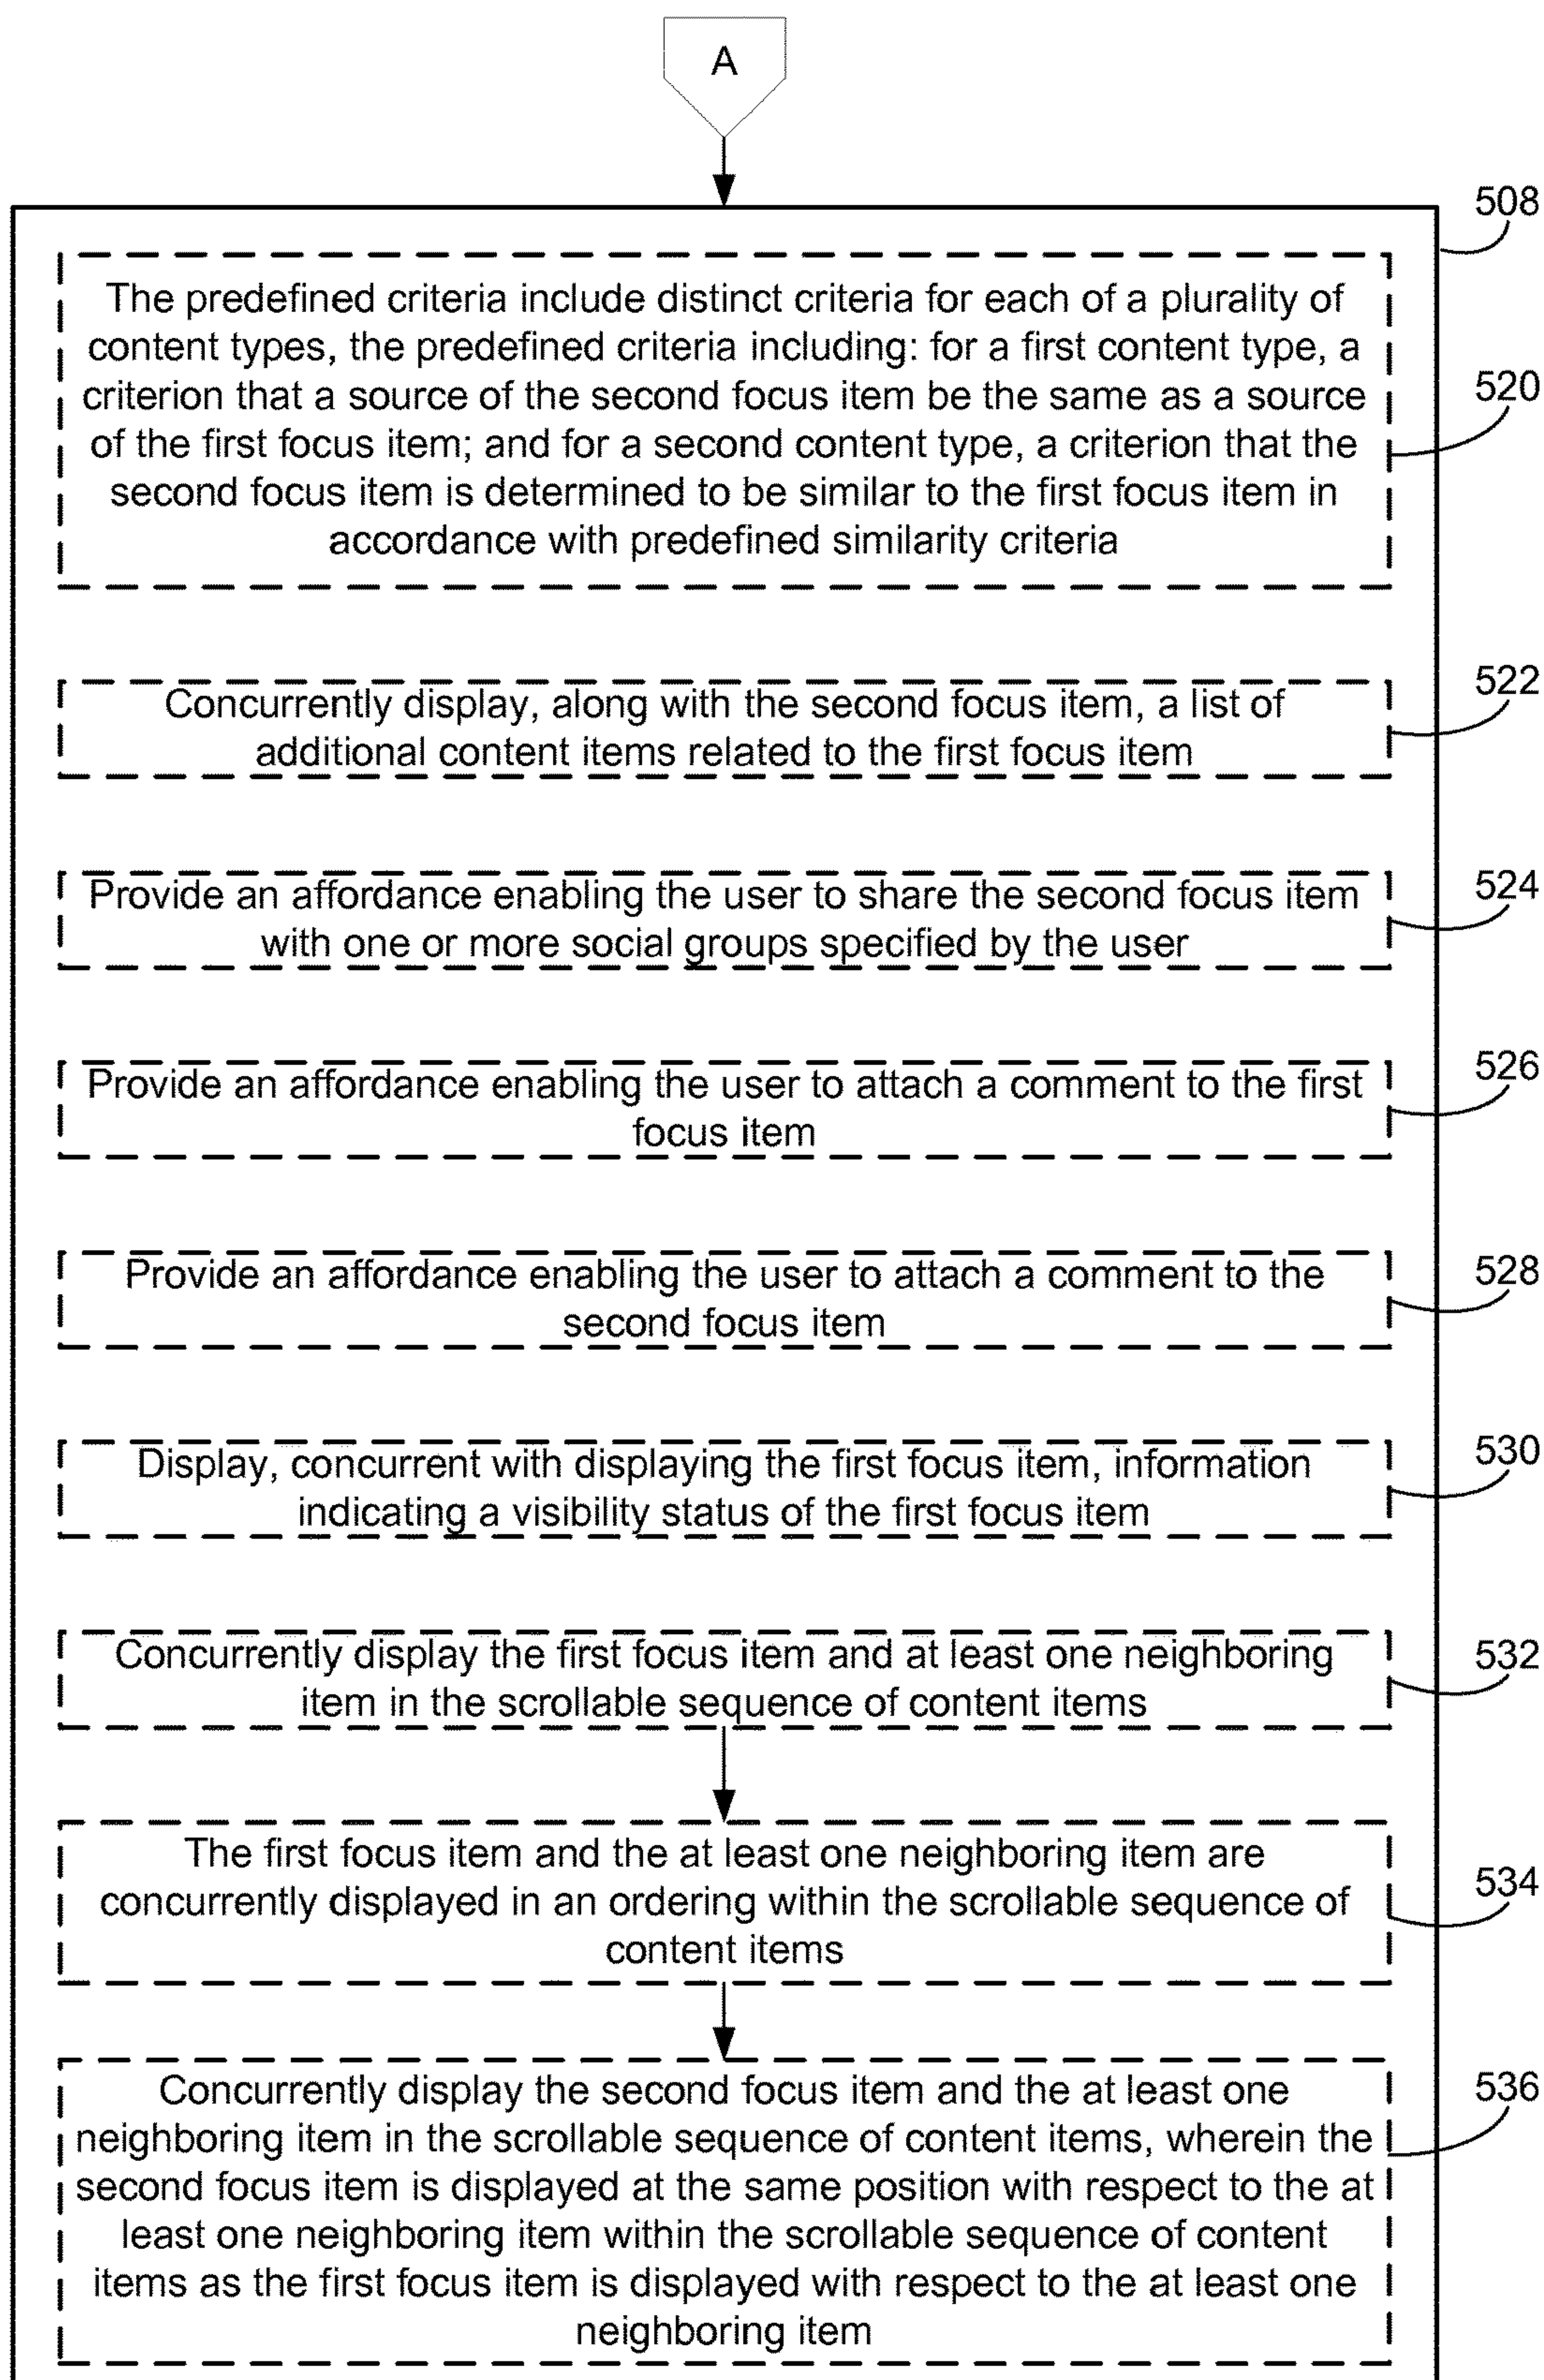 A
508
The predefined criteria include distinct criteria for each of a plurality of
content types, the predefined criteria including: for a first content type, a
criterion that a source of the second focus item be the same as a source
of the first focus item; and for a second content type, a criterion that the
second focus item is determined to be similar to the first focus item in
accordance with predefined similarity criteria
520
Concurrently display, along with the second focus item, a list of
additional content items related to the first focus item
522
Provide an affordance enabling the user to share the second focus item
with one or more social groups specified by the user
524
Provide an affordance enabling the user to attach a comment to the first
focus item
526
Provide an affordance enabling the user to attach a comment to the
second focus item
528
Display, concurrent with displaying the first focus item, information
indicating a visibility status of the first focus item
530
Concurrently display the first focus item and at least one neighboring
item in the scrollable sequence of content items
532
The first focus item and the at least one neighboring item are
concurrently displayed in an ordering within the scrollable sequence of
content items
534
Concurrently display the second focus item and the at least one
neighboring item in the scrollable sequence of content items, wherein the
second focus item is displayed at the same position with respect to the at
least one neighboring item within the scrollable sequence of content
items as the first focus item is displayed with respect to the at least one
neighboring item
536